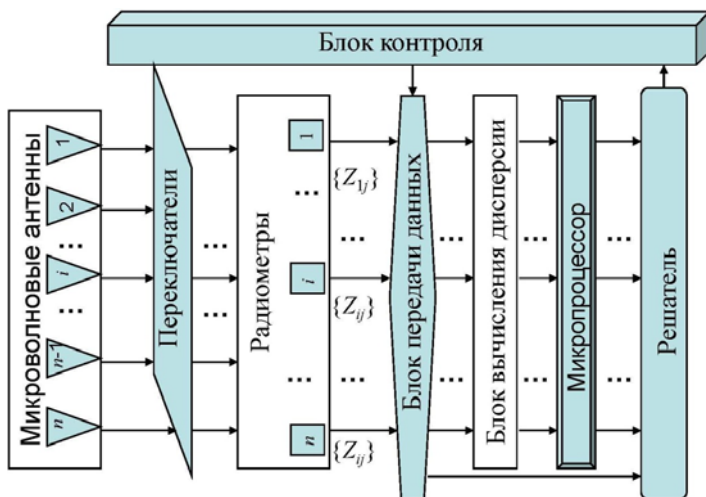 Блок контроля
Микроволновые антенны
1
2
...
i
...
n-1
n
Переключатели
...
...
Радиометры
1
...
i
...
n
{Z1j}
...
{Zij}
...
{Zij}
Блок передачи данных
...
...
Блок вычисления дисперсии
Микропроцессор
...
...
Решатель